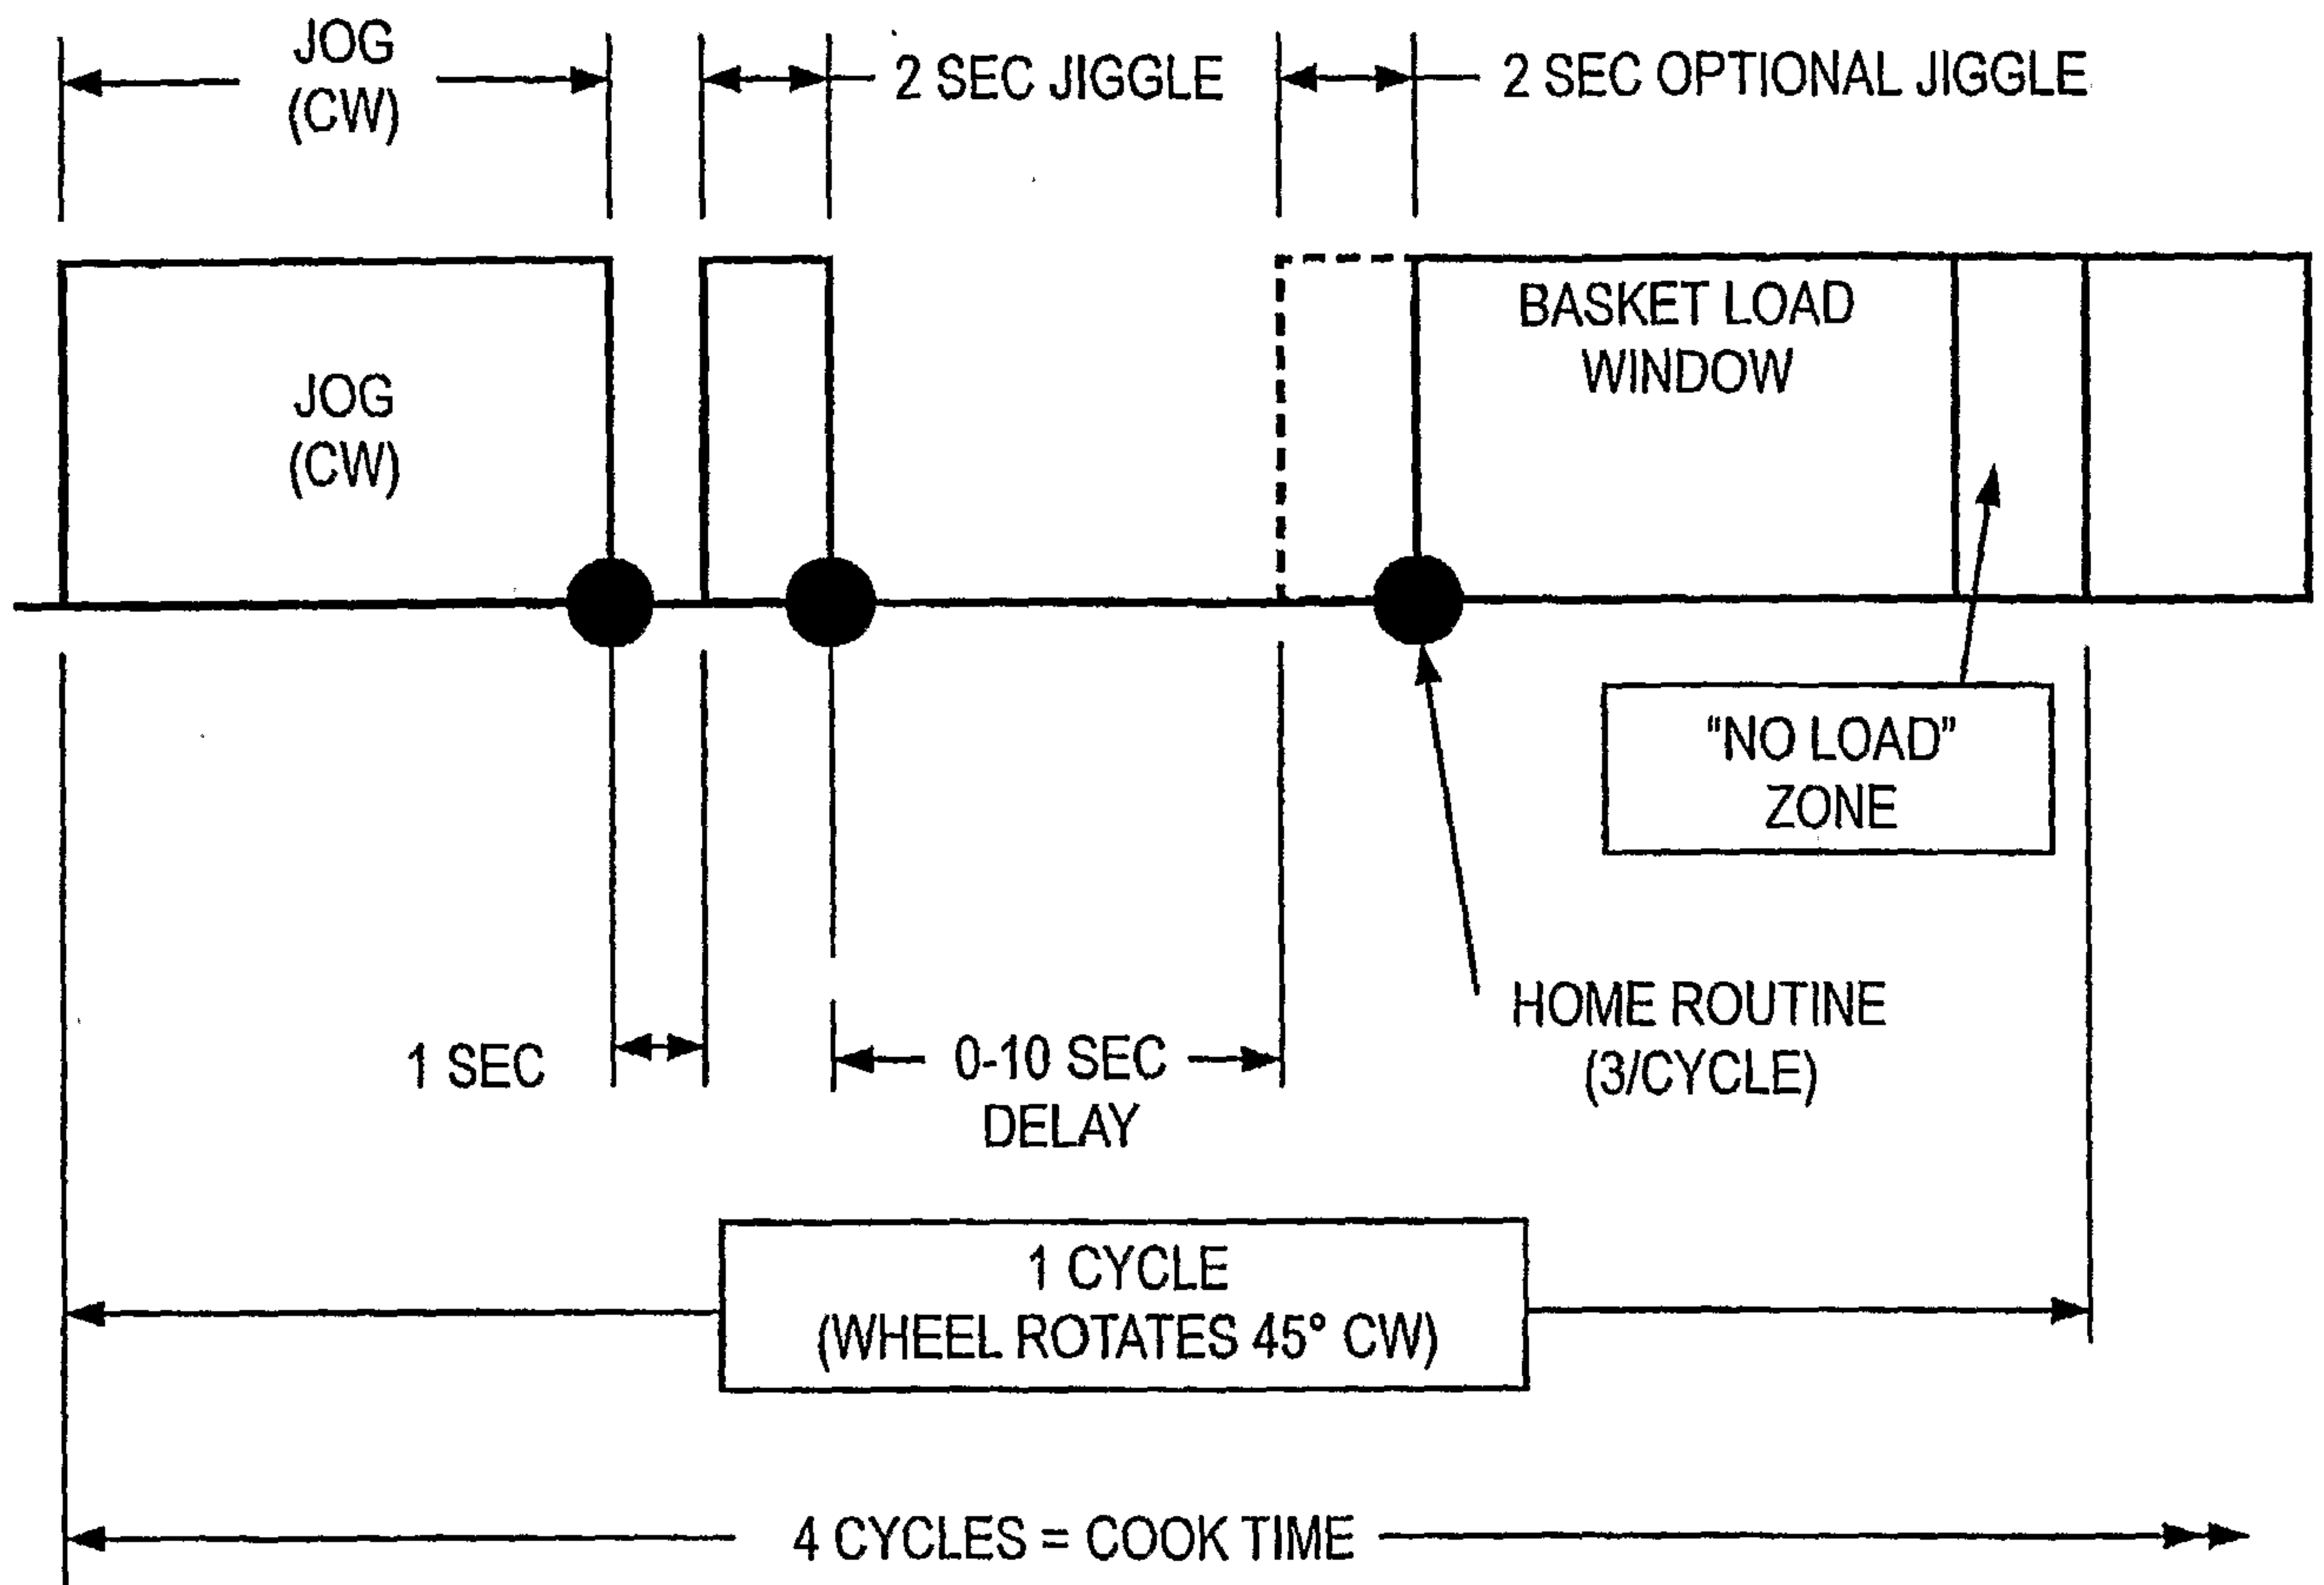 JOG
(CW)
2 SEC JIGGLE
2 SEC OPTIONAL JIGGLE
JOG
(CW)
BASKET LOAD
WINDOW
“NO LOAD”
ZONE
HOME ROUTINE
(3/CYCLE)
1 SEC
0-10 SEC
DELAY
1 CYCLE
(WHEEL ROTATES 45° CW)
4 CYCLES = COOK TIME